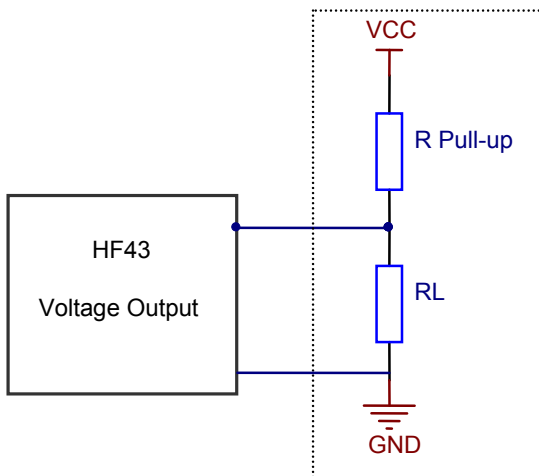 VCC
R Pull-up
HF43
Voltage Output
RL
GND